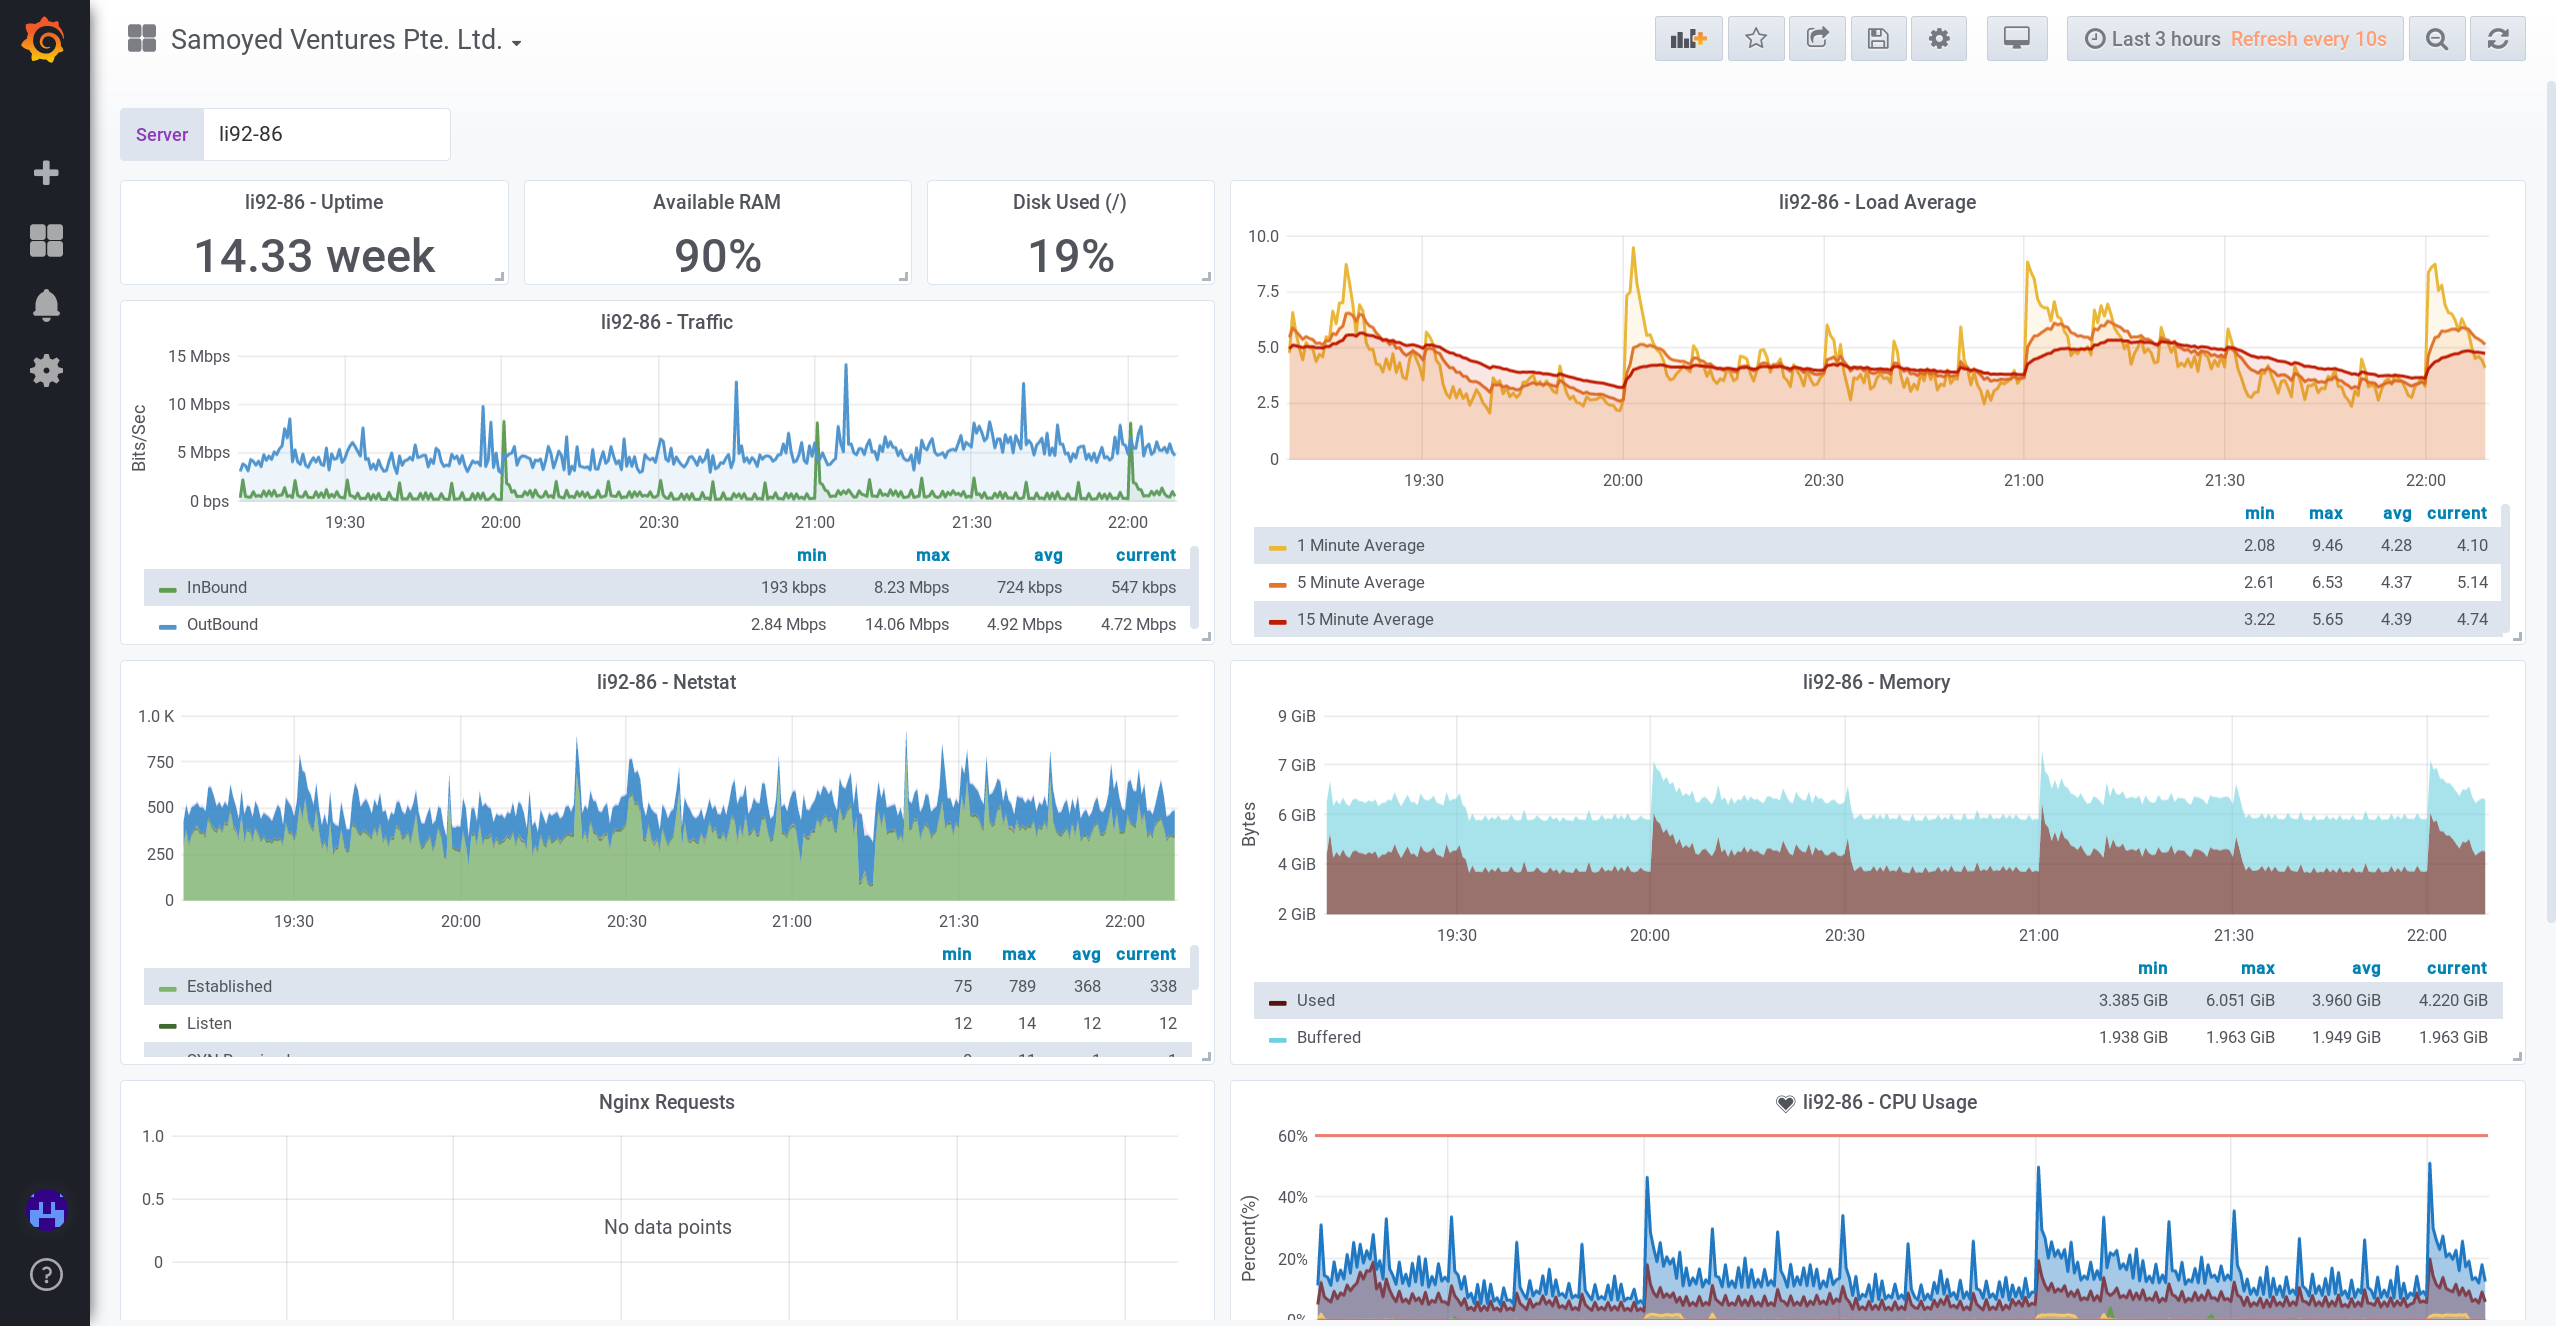 Samoyed Ventures Pte. Ltd.
Last 3 hours Refresh every 10s
Server li92-86
li92-86 - Uptime
14.33 week
Available RAM
90%
Disk Used (/)
19%
li92-86 - Load Average
10.0
7.5
5.0
2.5
0
19:30 20:00 20:30 21:00 21:30 22:00
min max avg current
1 Minute Average 2.08 9.46 4.28 4.10
5 Minute Average 2.61 6.53 4.37 5.14
15 Minute Average 3.22 5.65 4.39 4.74
li92-86 - Traffic
Bits/Sec
15 Mbps
10 Mbps
5 Mbps
0 bps
19:30 20:00 20:30 21:00 21:30 22:00
min max avg current
InBound 193 kbps 8.23 Mbps 724 kbps 547 kbps
OutBound 2.84 Mbps 14.06 Mbps 4.92 Mbps 4.72 Mbps
li92-86 - Netstat
1.0 K
750
500
250
0
19:30 20:00 20:30 21:00 21:30 22:00
min max avg current
Established 75 789 368 338
Listen 12 14 12 12
li92-86 - Memory
Bytes
9 GiB
7 GiB
6 GiB
4 GiB
2 GiB
19:30 20:00 20:30 21:00 21:30 22:00
min max avg current
Used 3.385 GiB 6.051 GiB 3.960 GiB 4.220 GiB
Buffered 1.938 GiB 1.963 GiB 1.949 GiB 1.963 GiB
Nginx Requests
1.0
0.5
0
No data points
li92-86 - CPU Usage
Percent(%)
60%
40%
20%
0%